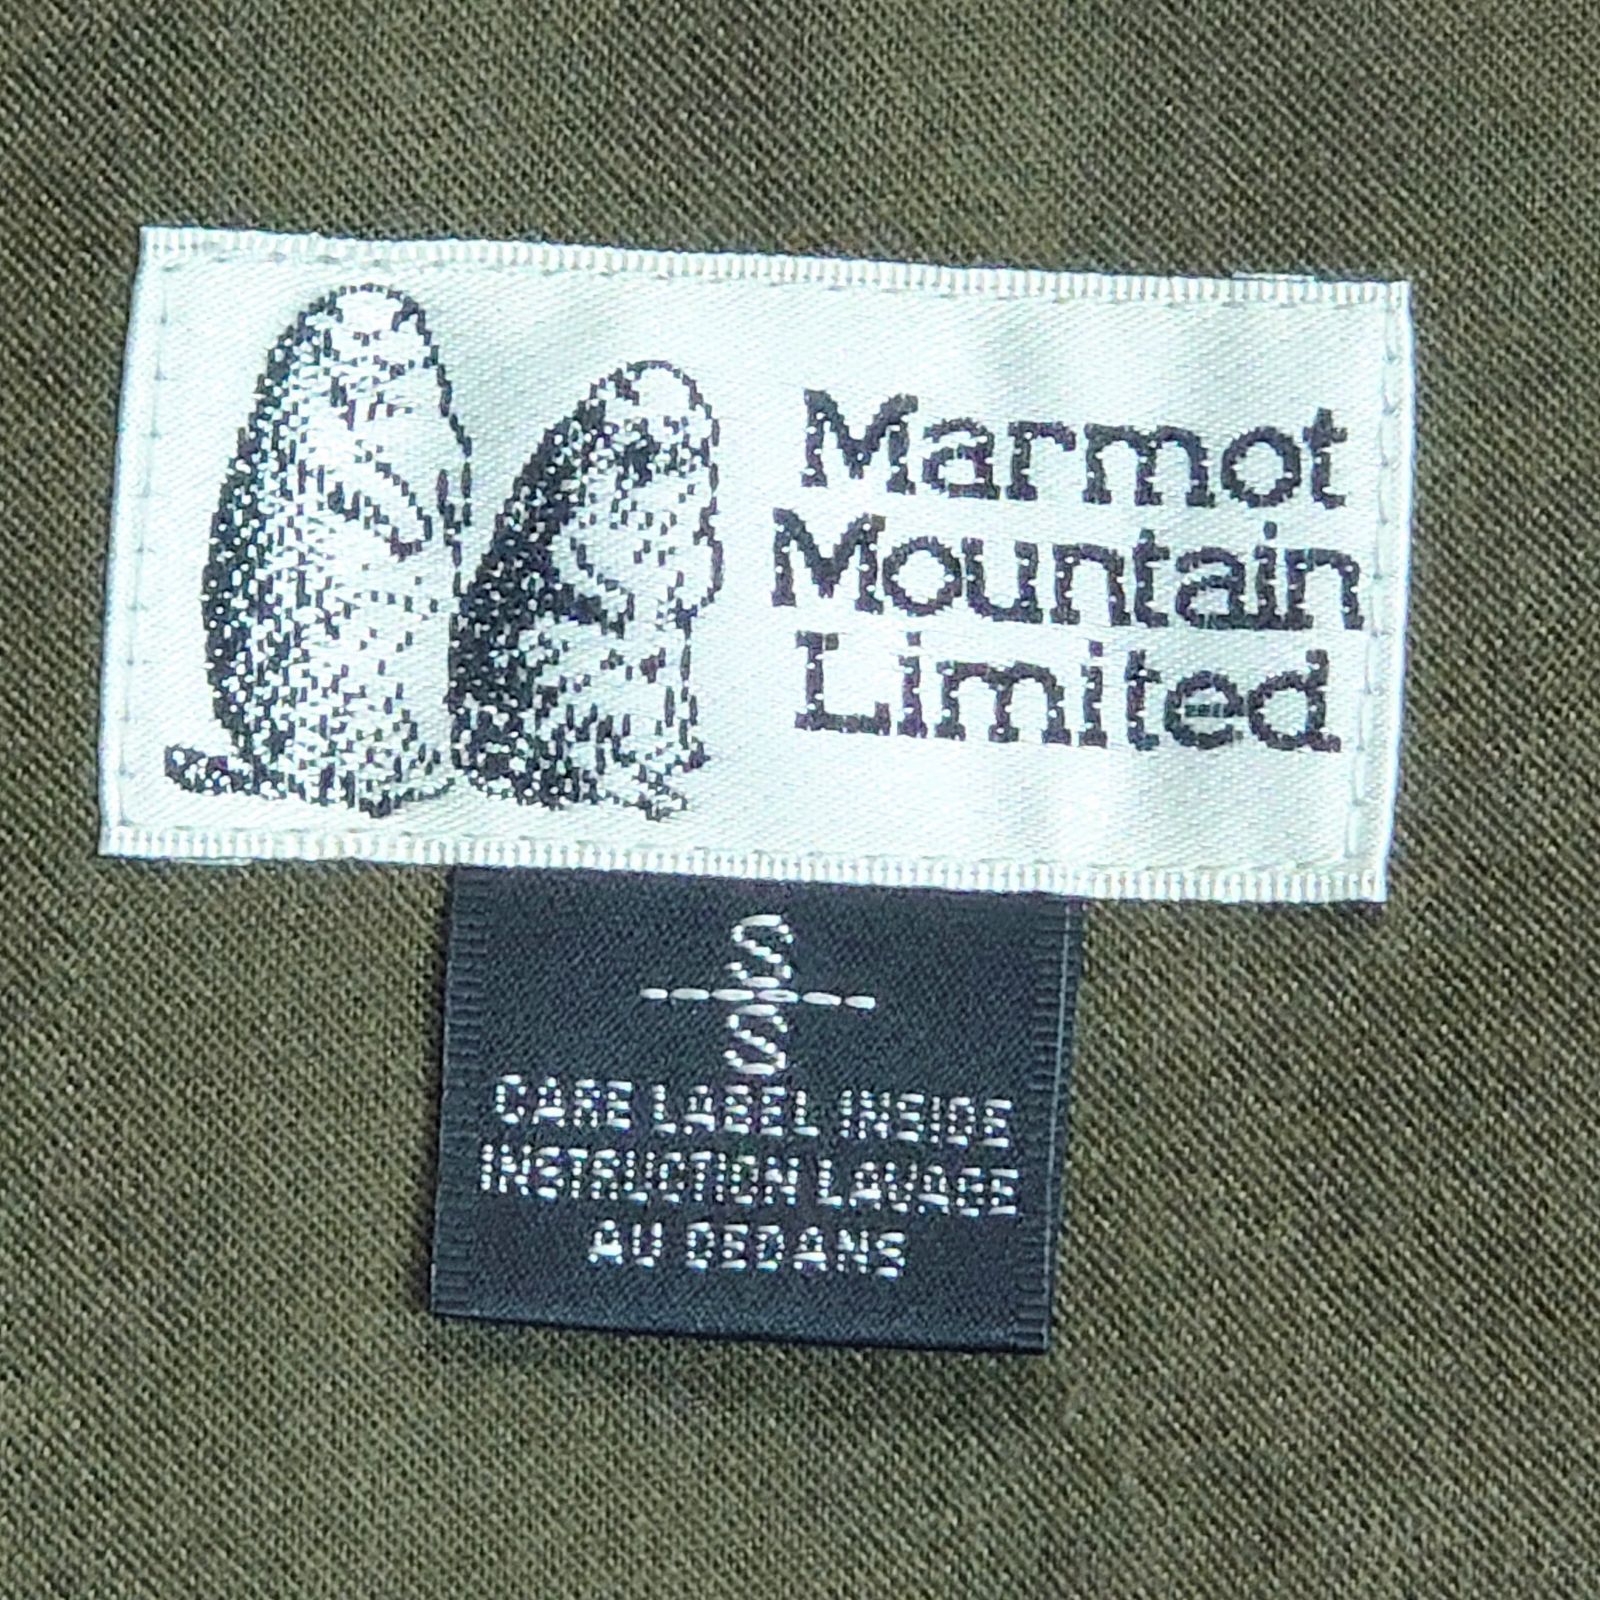 Marmot
Mountain
Limited
S
S
CARE LABEL INSIDE
INSTRUCTION LAVAGE
AU DEDANS